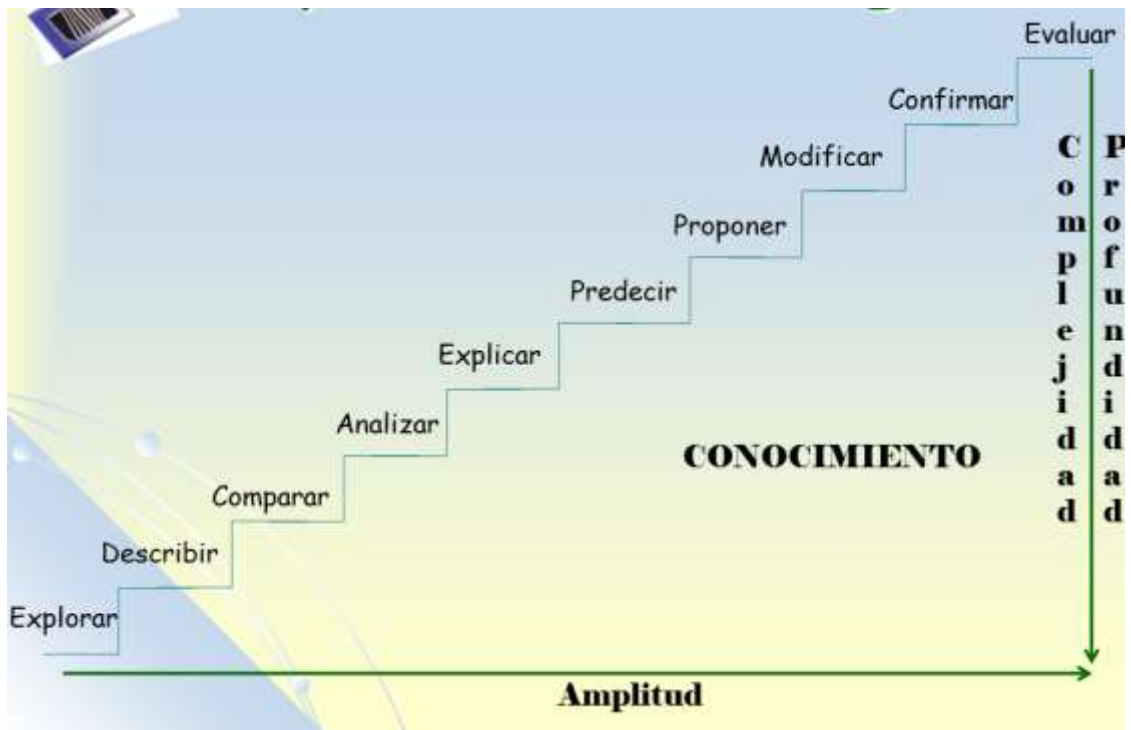 Evaluar
Confirmar
Modificar
Proponer
Predecir
Explicar
Analizar
Comparar
Describir
Explorar
CONOCIMIENTO
Complejidad
Profundidad
Amplitud